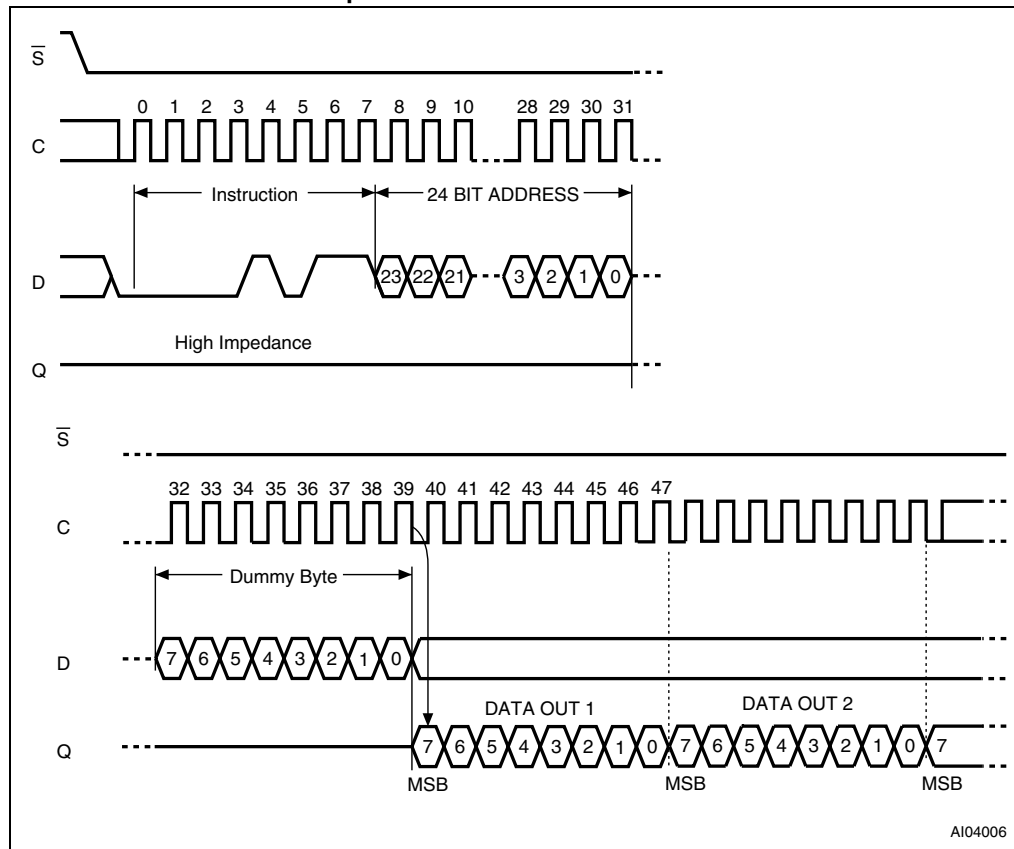 S
0 1 2 3 4 5 6 7 8 9 10 28 29 30 31
C
Instruction 24 BIT ADDRESS
D 23 22 21 3 2 1 0
High Impedance
Q
S
32 33 34 35 36 37 38 39 40 41 42 43 44 45 46 47
C
Dummy Byte
D 7 6 5 4 3 2 1 0
DATA OUT 1 DATA OUT 2
Q 7 6 5 4 3 2 1 0 7 6 5 4 3 2 1 0 7
MSB MSB MSB
AI04006